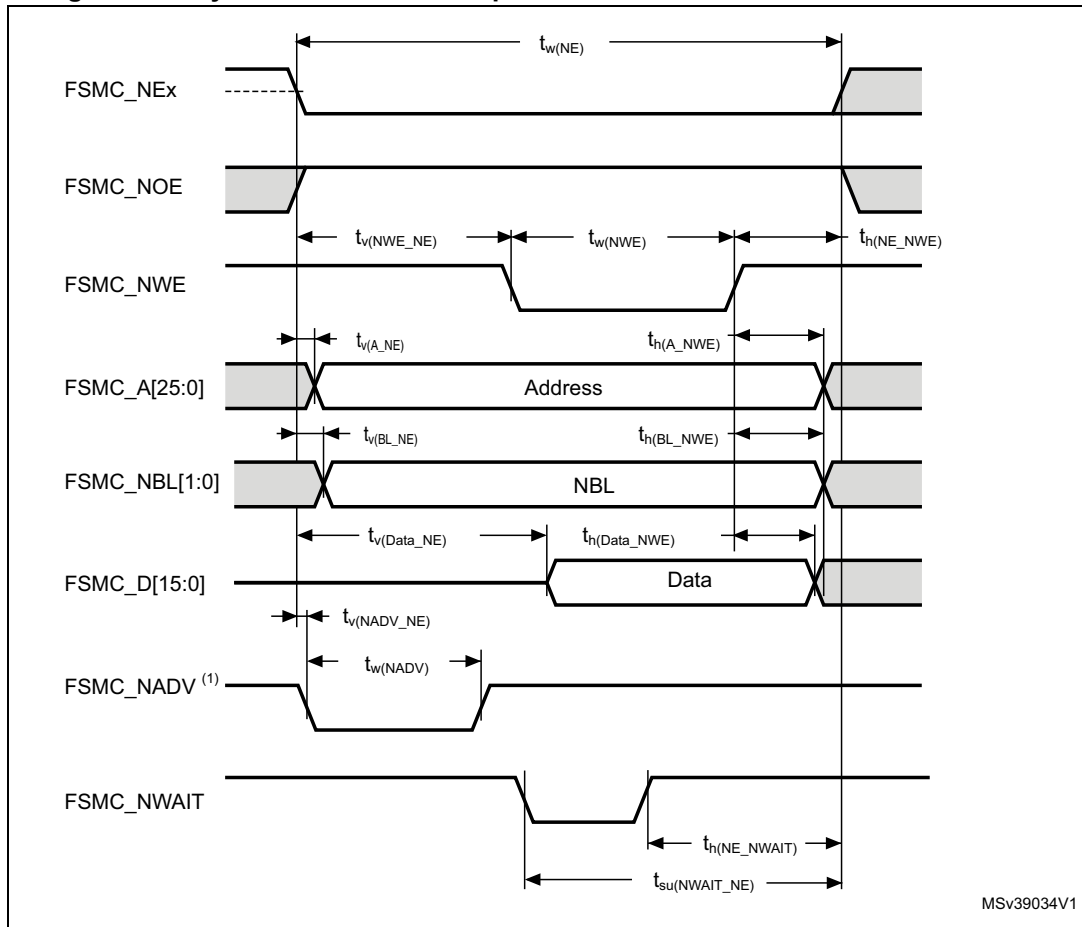 t_w(NE)
FSMC_NEx
FSMC_NOE
t_v(NWE_NE) t_w(NWE) t_h(NE_NWE)
FSMC_NWE
t_v(A_NE) t_h(A_NWE)
FSMC_A[25:0] Address
t_v(BL_NE) t_h(BL_NWE)
FSMC_NBL[1:0] NBL
t_v(Data_NE) t_h(Data_NWE)
FSMC_D[15:0] Data
t_v(NADV_NE)
t_w(NADV)
FSMC_NADV (1)
FSMC_NWAIT
t_h(NE_NWAIT)
t_su(NWAIT_NE)
MSv39034V1